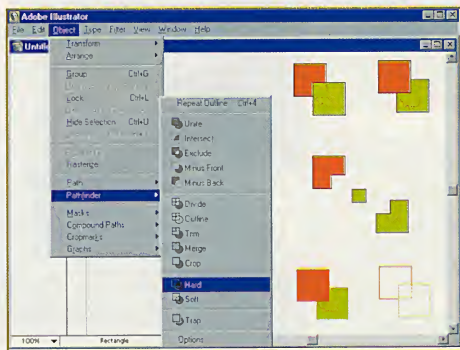 Adobe Illustrator
File Edit Object Type Filter View Window Help
Untitl
Transform
Arrange
Group Ctrl+G
Lock Ctrl+L
Hide Selection Ctrl+U
Rasterize
Path
Pathfinder
Masks
Compound Paths
Cropmarks
Graphs
Repeat Outline Ctrl+4
Unite
Intersect
Exclude
Minus Front
Minus Back
Divide
Outline
Trim
Merge
Crop
Hard
Soft
Trap
Options
100% Rectangle